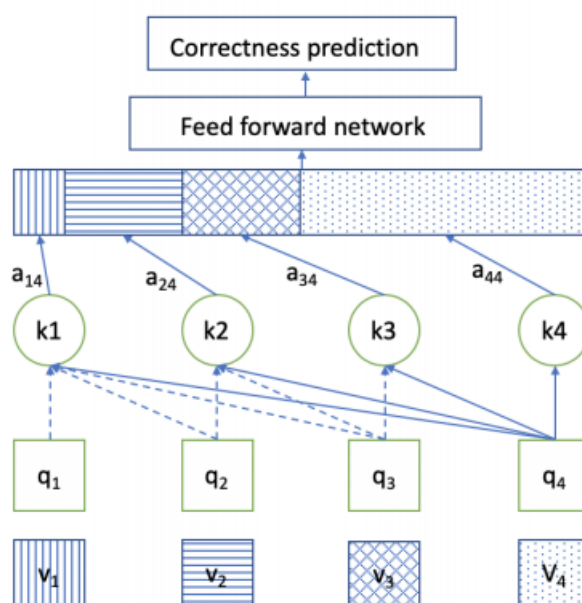 Correctness prediction
Feed forward network
a14 a24 a34 a44
k1 k2 k3 k4
q1 q2 q3 q4
v1 v2 v3 V4